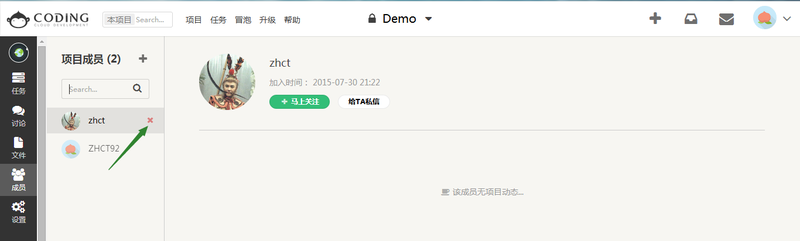 CODING
CLOUD DEVELOPMENT
本项目 Search...
项目 任务 冒泡 升级 帮助
Demo
任务
讨论
文件
成员
设置
项目成员 (2)
Search...
zhct
ZHCT92
zhct
加入时间： 2015-07-30 21:22
马上关注
给TA私信
该成员无项目动态...